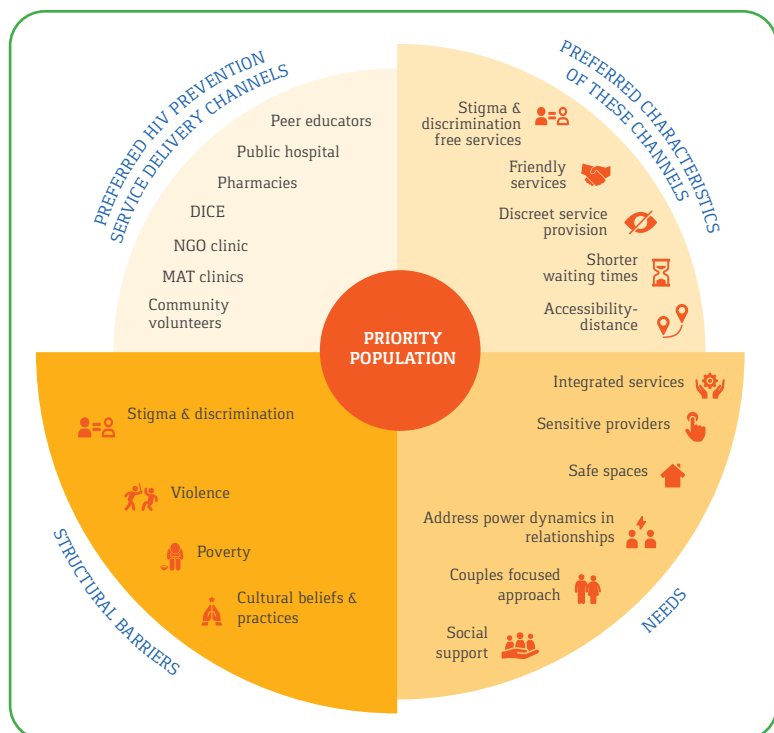 PREFERRED HIV PREVENTION
SERVICE DELIVERY CHANNELS
Peer educators
Public hospital
Pharmacies
DICE
NGO clinic
MAT clinics
Community
volunteers
PREFERRED CHARACTERISTICS
OF THESE CHANNELS
Stigma &
discrimination
free services
Friendly
services
Discreet service
provision
Shorter
waiting times
Accessibility-
distance
PRIORITY
POPULATION
STRUCTURAL BARRIERS
Stigma & discrimination
Violence
Poverty
Cultural beliefs &
practices
NEEDS
Integrated services
Sensitive providers
Safe spaces
Address power dynamics in
relationships
Couples focused
approach
Social
support